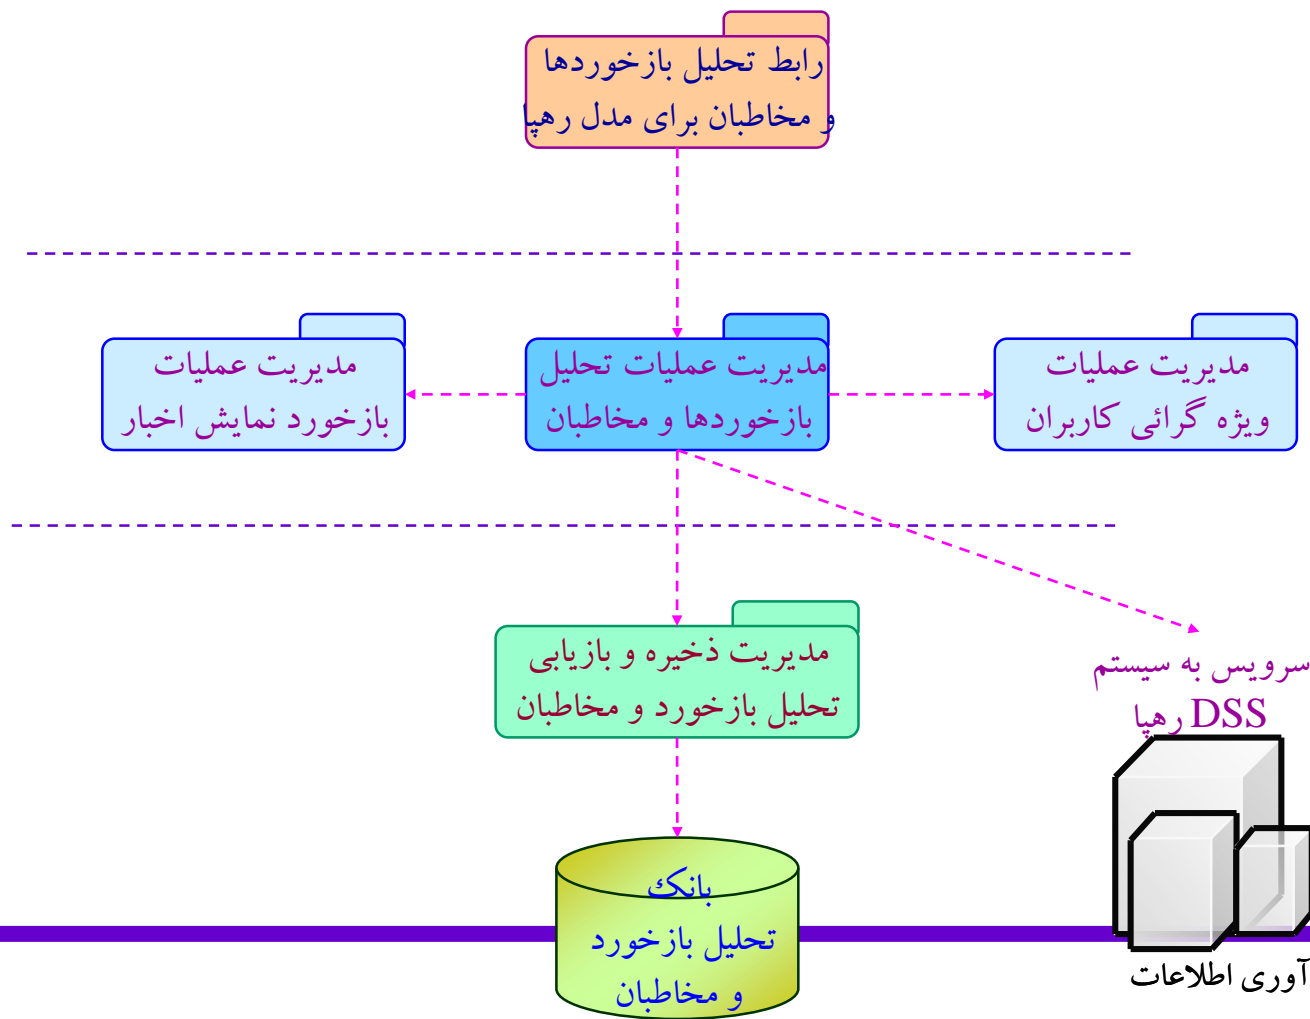 رابط تحلیل بازخوردها
و مخاطبان برای مدل رهپا
مدیریت عملیات
ویژه گرائی کاربران
مدیریت عملیات تحلیل
بازخوردها و مخاطبان
مدیریت عملیات
بازخورد نمایش اخبار
مدیریت ذخیره و بازیابی
تحلیل بازخورد و مخاطبان
سرویس به سیستم
DSS رهپا
بانک
تحلیل بازخورد
و مخاطبان
آوری اطلاعات